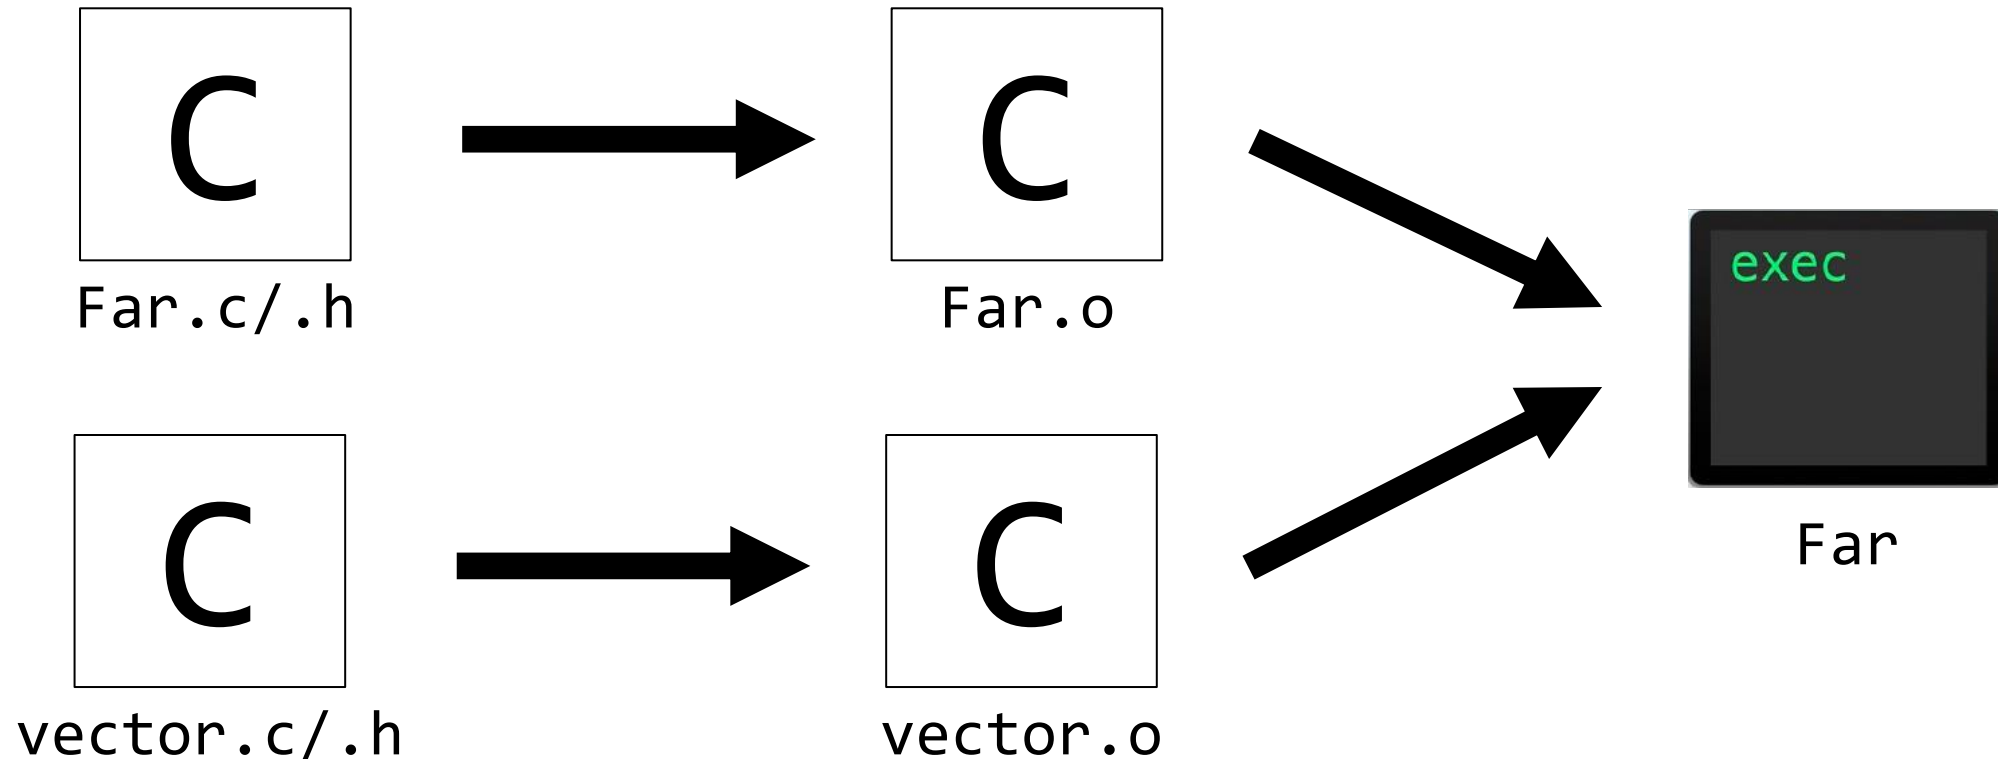 C
C
exec
Far.c/.h
Far.o
C
C
Far
vector.c/.h
vector.o